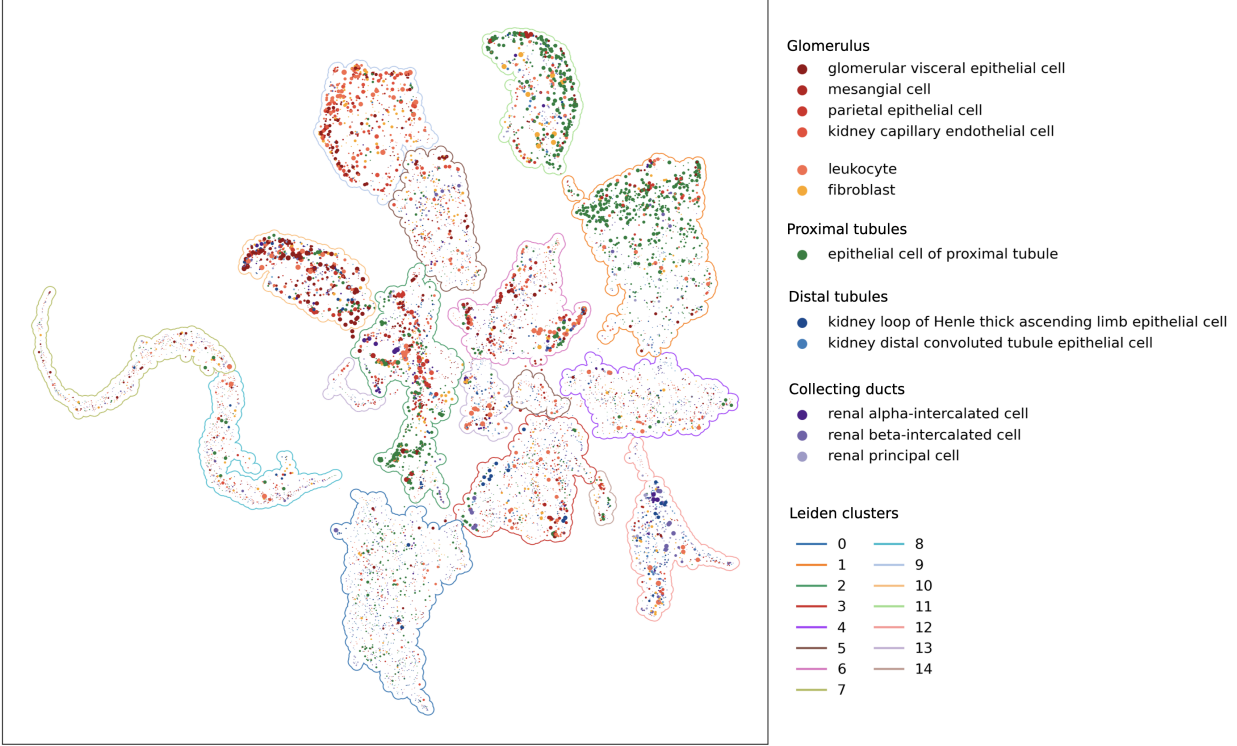 Glomerulus
glomerular visceral epithelial cell
mesangial cell
parietal epithelial cell
kidney capillary endothelial cell
leukocyte
fibroblast
Proximal tubules
epithelial cell of proximal tubule
Distal tubules
kidney loop of Henle thick ascending limb epithelial cell
kidney distal convoluted tubule epithelial cell
Collecting ducts
renal alpha-intercalated cell
renal beta-intercalated cell
renal principal cell
Leiden clusters
0 8
1 9
2 10
3 11
4 12
5 13
6 14
7